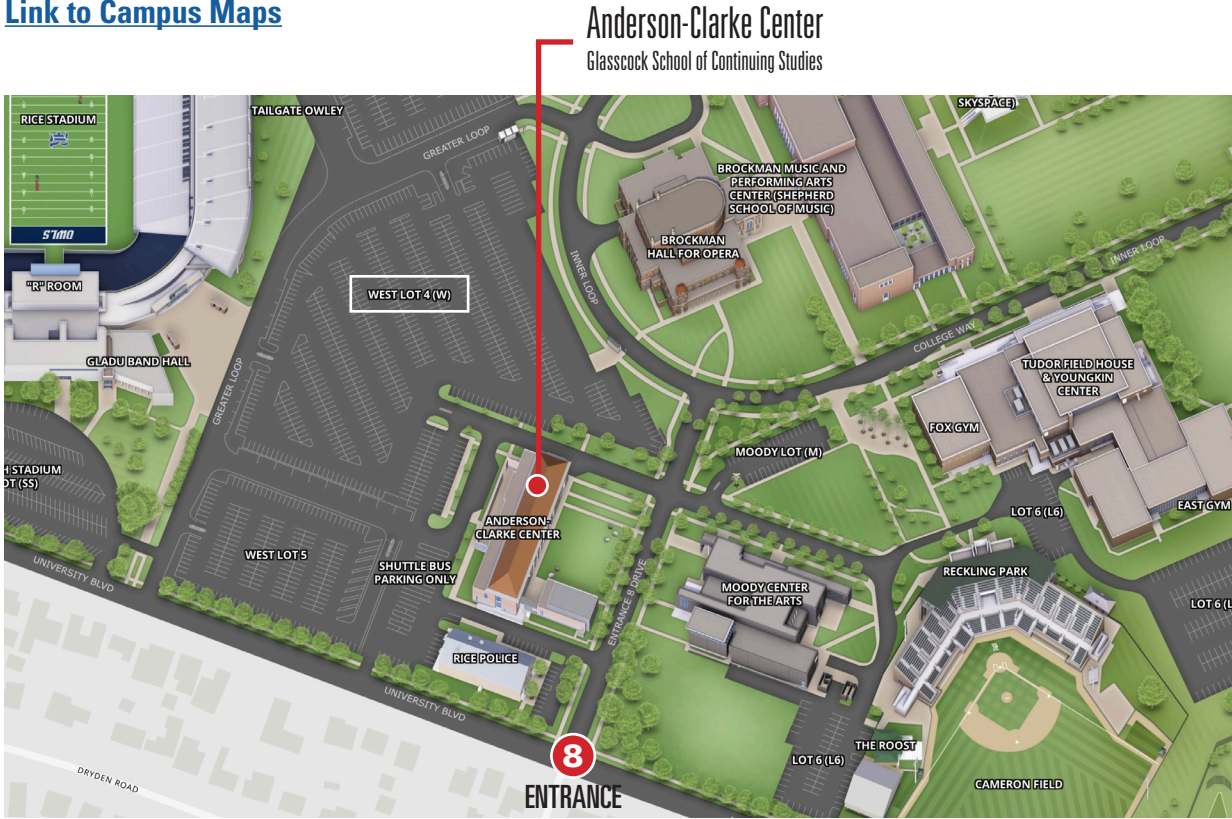 Link to Campus Maps
Anderson-Clarke Center
Glasscock School of Continuing Studies
SKYSPACE)
RICE STADIUM
TAILGATE OWLEY
GREATER LOOP
BROCKMAN MUSIC AND
PERFORMING ARTS
CENTER (SHEPHERD
SCHOOL OF MUSIC)
BROCKMAN
HALL FOR OPERA
OWLS
INNER LOOP
INNER LOOP
"R" ROOM
WEST LOT 4 (W)
COLLEGE WAY
GLADU BAND HALL
GREATER LOOP
TUDOR FIELD HOUSE
& YOUNGKIN
CENTER
FOX GYM
MOODY LOT (M)
H STADIUM
OT (SS)
LOT 6 (L6)
EAST GYM
ANDERSON-
CLARKE CENTER
WEST LOT 5
SHUTTLE BUS
PARKING ONLY
UNIVERSITY BLVD
ENTRANCE 8 DRIVE
MOODY CENTER
FOR THE ARTS
RECKLING PARK
LOT 6 (L
RICE POLICE
UNIVERSITY BLVD
8
ENTRANCE
DRYDEN ROAD
LOT 6 (L6)
THE ROOST
CAMERON FIELD